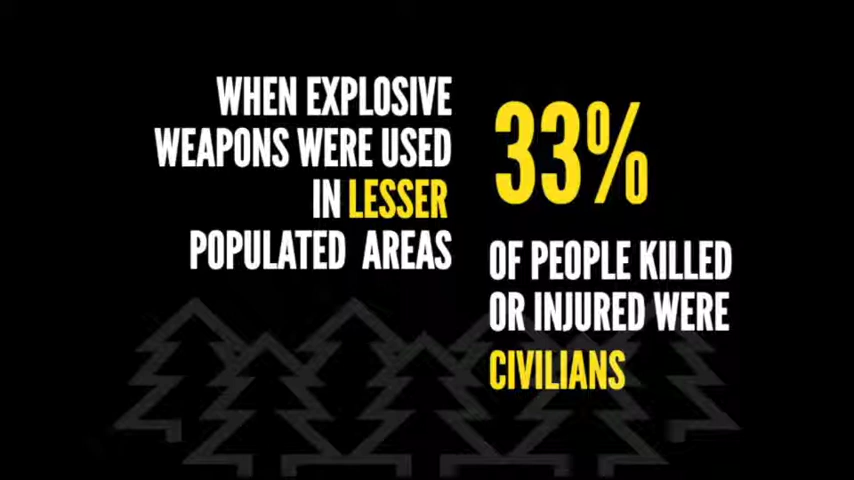 WHEN EXPLOSIVE
WEAPONS WERE USED
IN LESSER
POPULATED AREAS
33%
OF PEOPLE KILLED
OR INJURED WERE
CIVILIANS